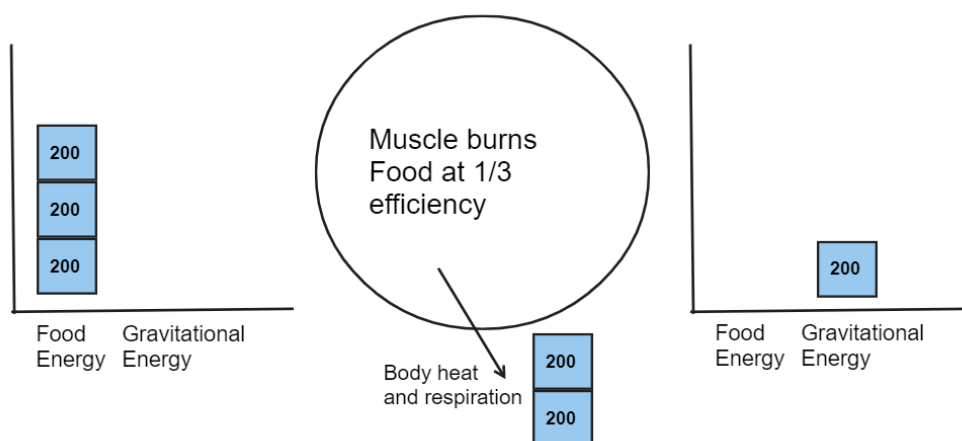 200
200
200
Food
Energy
Gravitational
Energy
Muscle burns
Food at 1/3
efficiency
Body heat
and respiration
200
200
200
Food
Energy
Gravitational
Energy